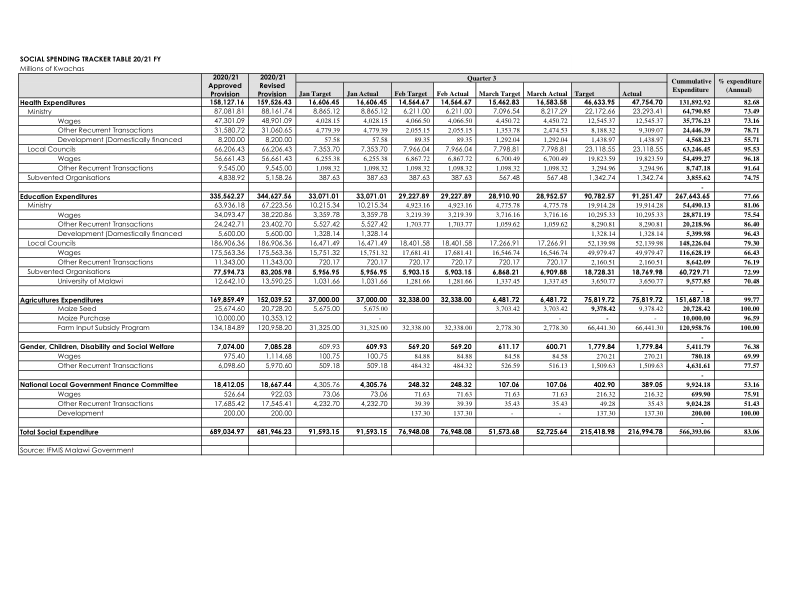 SOCIAL SPENDING TRACKER TABLE 20/21 FY
Millions of Kwachas
2020/21 Approved Provision 2020/21 Revised Provision Quarter 3 Cummulative Expenditure % expenditure (Annual)
Jan Target Jan Actual Feb Target Feb Actual March Target March Actual Target Actual
Health Expenditures 158,127.16 159,526.43 16,606.45 16,606.45 14,564.67 14,564.67 15,462.83 16,583.58 46,633.95 47,754.70 131,892.92 82.68
Ministry 87,081.81 88,161.74 8,865.12 8,865.12 6,211.00 6,211.00 7,096.54 8,217.29 22,172.66 23,293.41 64,790.85 73.49
Wages 47,301.09 48,901.09 4,028.15 4,028.15 4,066.50 4,066.50 4,450.72 4,450.72 12,545.37 12,545.37 35,776.23 73.16
Other Recurrent Transactions 31,580.72 31,060.65 4,779.39 4,779.39 2,055.15 2,055.15 1,353.78 2,474.53 8,188.32 9,309.07 24,446.39 78.71
Development (Domestically financed 8,200.00 8,200.00 57.58 57.58 89.35 89.35 1,292.04 1,292.04 1,438.97 1,438.97 4,568.23 55.71
Local Councils 66,206.43 66,206.43 7,353.70 7,353.70 7,966.04 7,966.04 7,798.81 7,798.81 23,118.55 23,118.55 63,246.45 95.53
Wages 56,661.43 56,661.43 6,255.38 6,255.38 6,867.72 6,867.72 6,700.49 6,700.49 19,823.59 19,823.59 54,499.27 96.18
Other Recurrent Transactions 9,545.00 9,545.00 1,098.32 1,098.32 1,098.32 1,098.32 1,098.32 1,098.32 3,294.96 3,294.96 8,747.18 91.64
Subvented Organisations 4,838.92 5,158.26 387.63 387.63 387.63 387.63 567.48 567.48 1,342.74 1,342.74 3,855.62 74.75
-
Education Expenditures 335,562.27 344,627.56 33,071.01 33,071.01 29,227.89 29,227.89 28,910.90 28,952.57 90,782.57 91,251.47 267,643.65 77.66
Ministry 61,061.18 67,223.25 10,215.34 10,215.34 4,923.16 4,923.16 4,775.78 4,775.78 19,914.28 19,914.28 54,490.13 81.06
Wages 34,093.47 38,220.86 3,359.78 3,359.78 3,219.39 3,219.39 3,716.16 3,716.16 10,295.33 10,295.33 28,871.19 75.54
Other Recurrent Transactions 24,242.71 23,402.70 5,527.42 5,527.42 1,703.77 1,703.77 1,059.62 1,059.62 8,290.81 8,290.81 20,218.96 86.40
Development (Domestically financed 5,600.00 5,600.00 1,328.14 1,328.14 1,328.14 1,328.14 5,399.98 96.43
Local Councils 186,906.36 186,906.36 16,471.49 16,471.49 18,401.58 18,401.58 17,266.91 17,266.91 52,139.98 52,139.98 148,226.04 79.30
Wages 175,563.36 175,563.36 15,751.32 15,751.32 17,681.41 17,681.41 16,546.74 16,546.74 49,979.47 49,979.47 116,628.19 66.43
Other Recurrent Transactions 11,343.00 11,343.00 720.17 720.17 720.17 720.17 720.17 720.17 2,160.51 2,160.51 8,642.09 76.19
Subvented Organisations 77,594.73 83,205.98 5,956.95 5,956.95 5,903.15 5,903.15 6,868.21 6,909.88 18,728.31 18,769.98 60,729.71 72.99
University of Malawi 12,642.10 13,590.25 1,031.66 1,031.66 1,281.66 1,281.66 1,337.45 1,337.45 3,650.77 3,650.77 9,577.85 70.48
-
Agricultures Expenditures 169,859.49 152,039.52 37,000.00 37,000.00 32,338.00 32,338.00 6,481.72 6,481.72 75,819.72 75,819.72 151,687.18 99.77
Maize Seed 25,674.60 20,728.20 5,675.00 5,675.00 3,703.42 3,703.42 9,378.42 9,378.42 20,728.42 100.00
Maize Purchase 10,000.00 10,353.12 - - - - 10,000.00 96.59
Farm Input Subsidy Program 134,184.89 120,958.20 31,325.00 31,325.00 32,338.00 32,338.00 2,778.30 2,778.30 66,441.30 66,441.30 120,958.76 100.00
-
Gender, Children, Disability and Social Welfare 7,074.00 7,085.28 609.93 609.93 569.20 569.20 611.17 600.71 1,779.84 1,779.84 5,411.79 76.38
Wages 975.40 1,114.68 100.75 100.75 84.88 84.88 84.58 84.58 270.21 270.21 780.18 69.99
Other Recurrent Transactions 6,098.60 5,970.60 509.18 509.18 484.32 484.32 526.59 516.13 1,509.63 1,509.63 4,631.61 77.57
-
National Local Government Finance Committee 18,412.05 18,667.44 4,305.76 4,305.76 248.32 248.32 107.06 107.06 402.90 389.05 9,924.18 53.16
Wages 526.64 922.03 73.06 73.06 71.63 71.63 71.63 71.63 216.32 216.32 699.90 75.91
Other Recurrent Transactions 17,685.42 17,545.41 4,232.70 4,232.70 39.39 39.39 35.43 35.43 49.28 35.43 9,024.28 51.43
Development 200.00 200.00 137.30 137.30 - - 137.30 137.30 200.00 100.00
-
Total Social Expenditure 689,034.97 681,946.23 91,593.15 91,593.15 76,948.08 76,948.08 51,573.68 52,725.64 215,418.98 216,994.78 566,393.06 83.06
Source: IFMIS Malawi Government